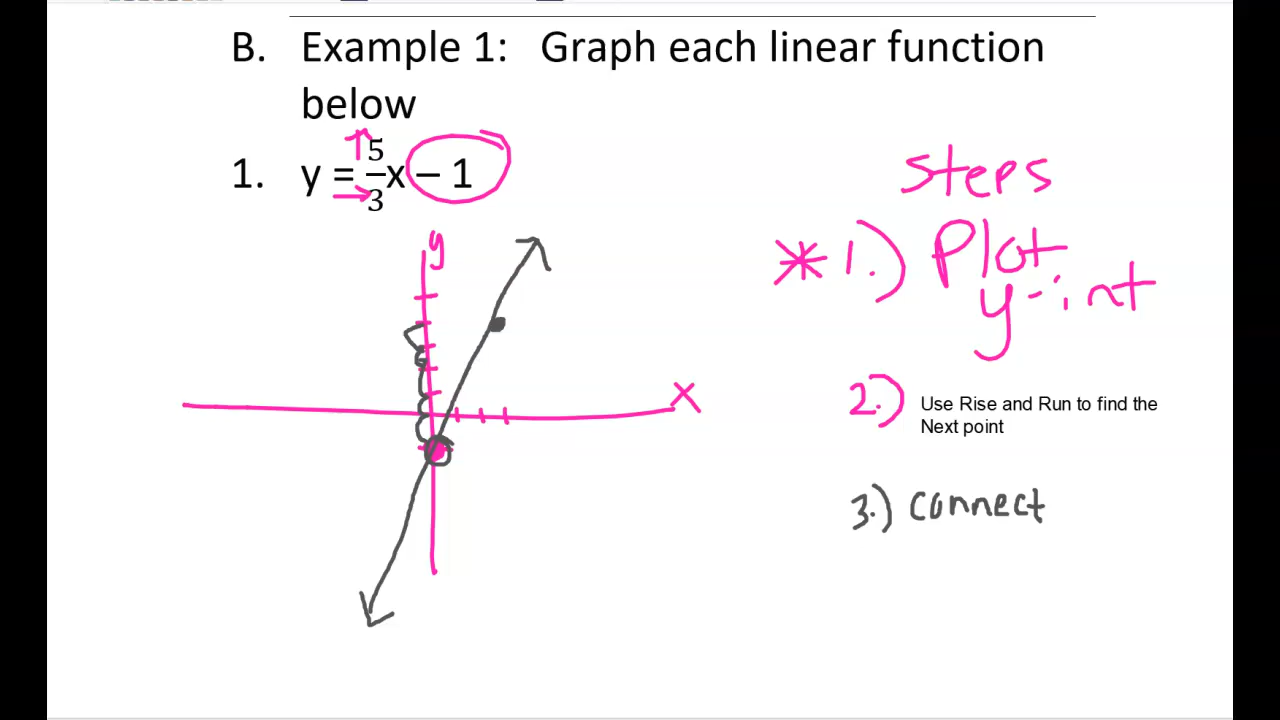 B. Example 1: Graph each linear function
below
1. y = 5/3 x − 1
steps
* 1.) Plot
y-int
y
x
2.) Use Rise and Run to find the
Next point
3.) connect